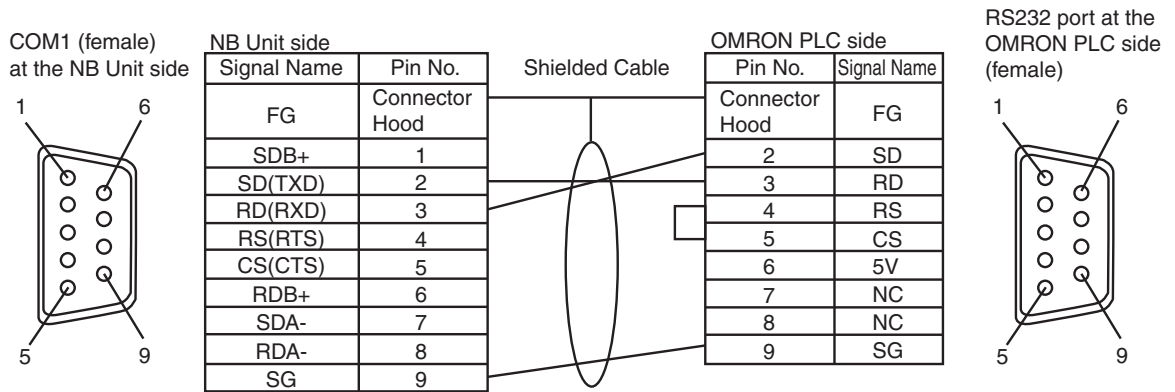 COM1 (female)
at the NB Unit side
1 6
5 9
NB Unit side
Signal Name Pin No.
FG Connector Hood
SDB+ 1
SD(TXD) 2
RD(RXD) 3
RS(RTS) 4
CS(CTS) 5
RDB+ 6
SDA- 7
RDA- 8
SG 9
Shielded Cable
OMRON PLC side
Pin No. Signal Name
Connector Hood FG
2 SD
3 RD
4 RS
5 CS
6 5V
7 NC
8 NC
9 SG
RS232 port at the
OMRON PLC side
(female)
1 6
5 9